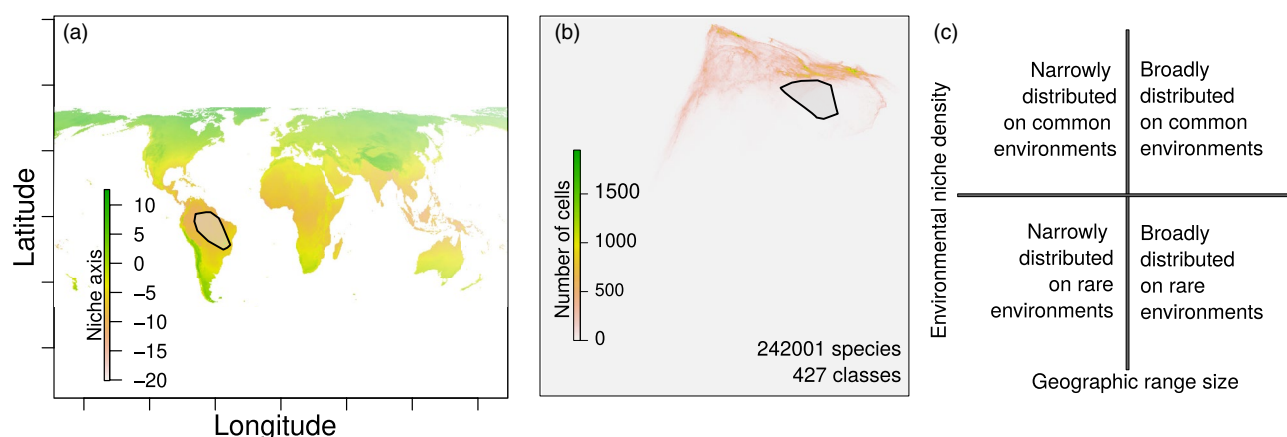 (a)
Latitude
Niche axis
10
5
0
−5
−10
−15
−20
Longitude
(b)
Number of cells
1500
1000
500
0
242001 species
427 classes
(c)
Environmental niche density
Narrowly
distributed
on common
environments
Broadly
distributed
on common
environments
Narrowly
distributed
on rare
environments
Broadly
distributed
on rare
environments
Geographic range size